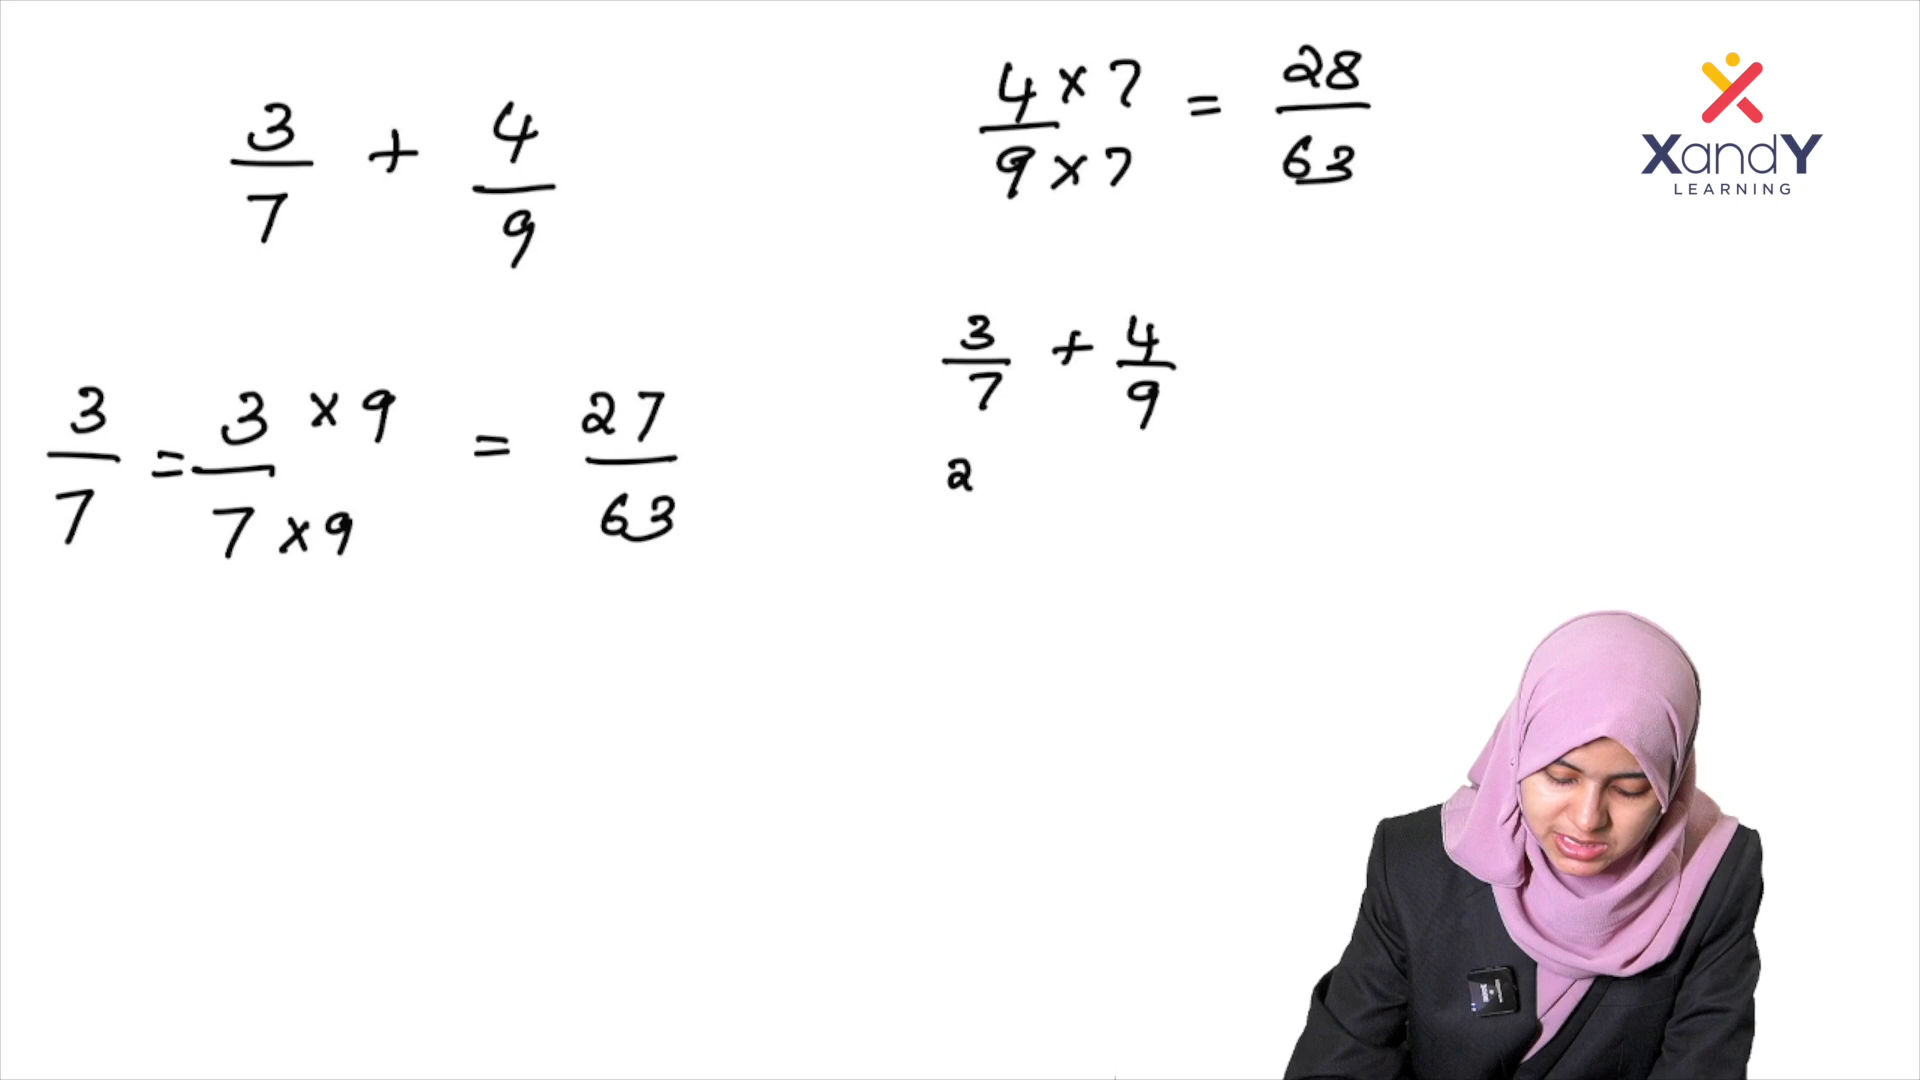 3/7 + 4/9
3/7 = 3 × 9 / 7 × 9 = 27/63
4 × 7 / 9 × 7 = 28/63
3/7 + 4/9
2
XandY
LEARNING